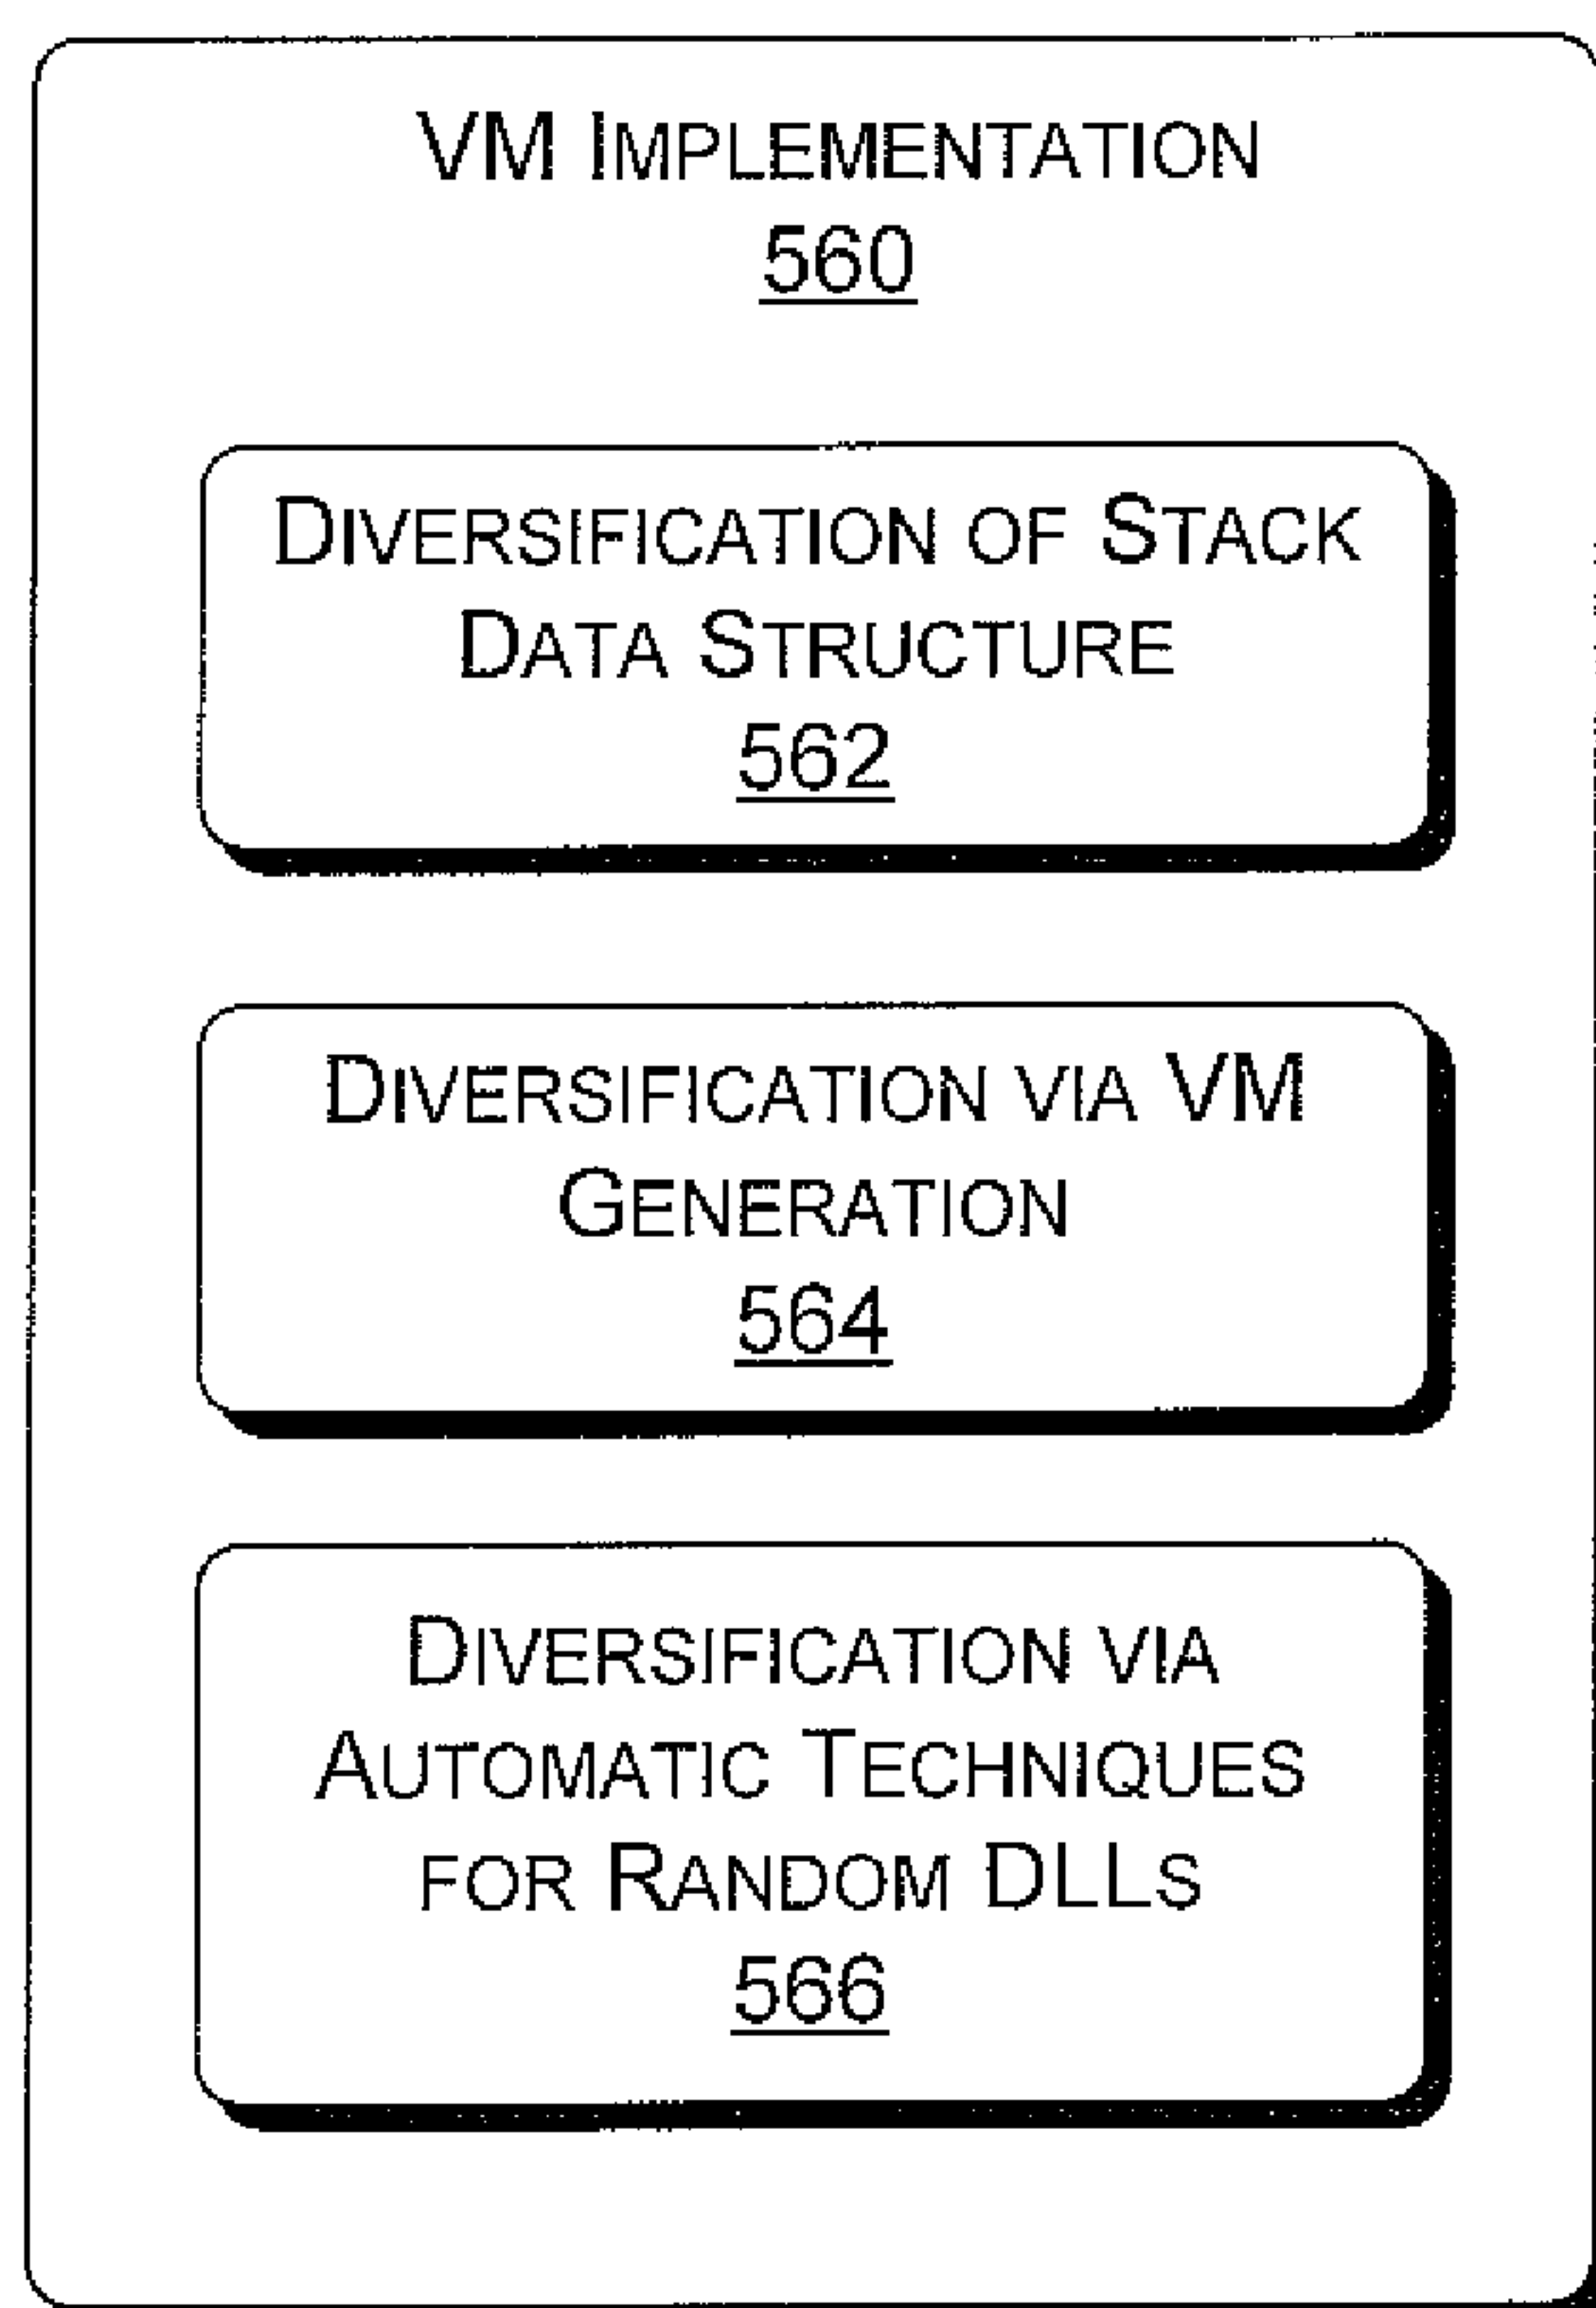 VM IMPLEMENTATION
560
DIVERSIFICATION OF STACK
DATA STRUCTURE
562
DIVERSIFICATION VIA VM
GENERATION
564
DIVERSIFICATION VIA
AUTOMATIC TECHNIQUES
FOR RANDOM DLLS
566